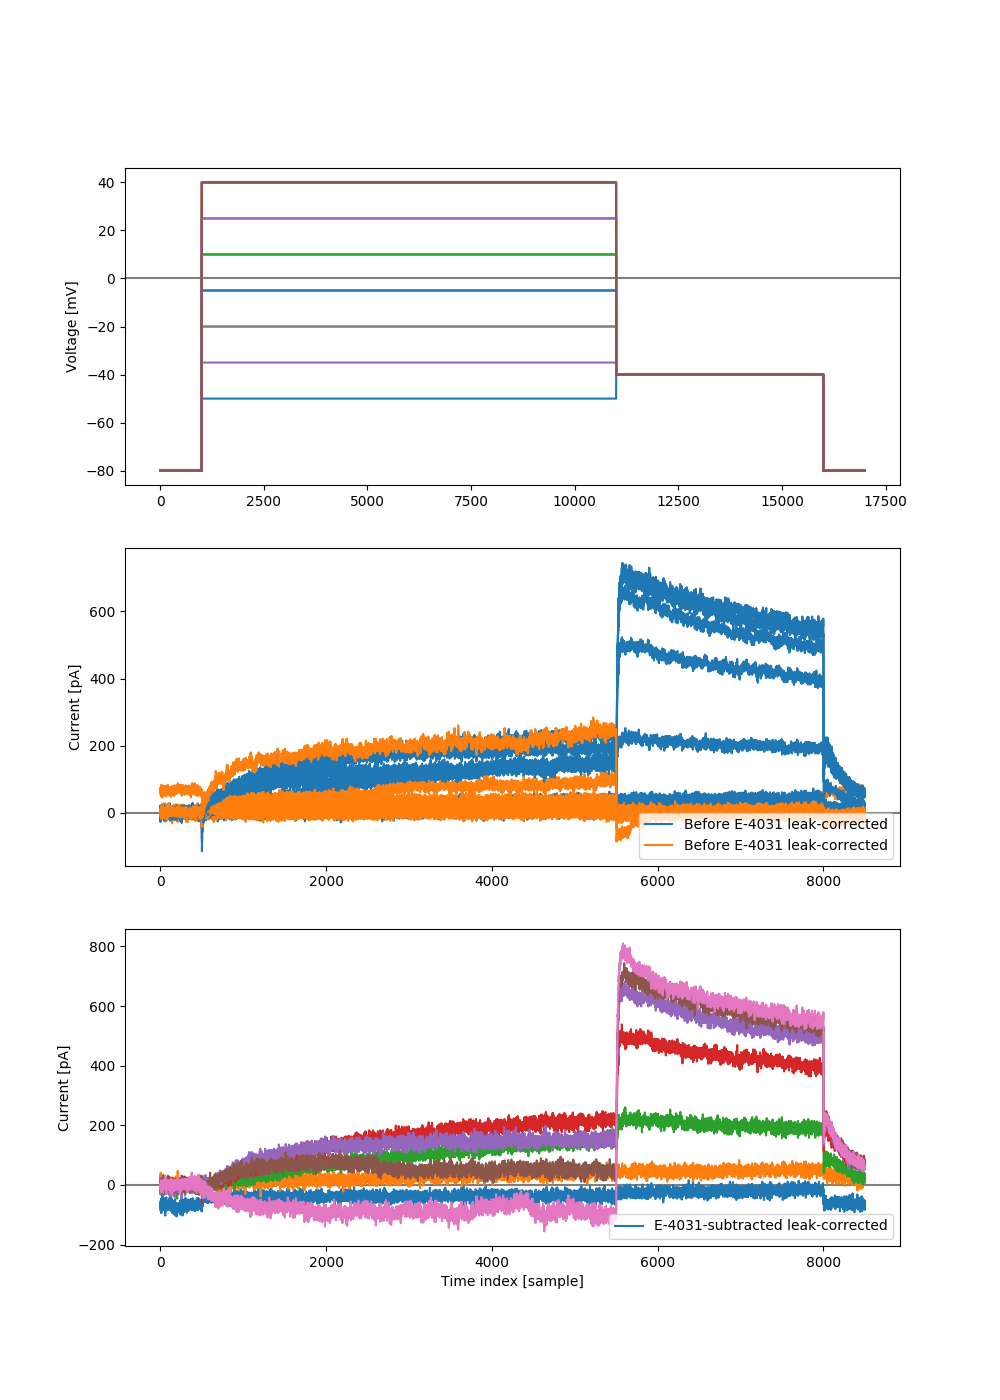 40
20
0
−20
−40
−60
−80
Voltage [mV]
0 2500 5000 7500 10000 12500 15000 17500
600
400
200
0
Current [pA]
Before E-4031 leak-corrected
Before E-4031 leak-corrected
0 2000 4000 6000 8000
800
600
400
200
0
−200
Current [pA]
E-4031-subtracted leak-corrected
0 2000 4000 6000 8000
Time index [sample]